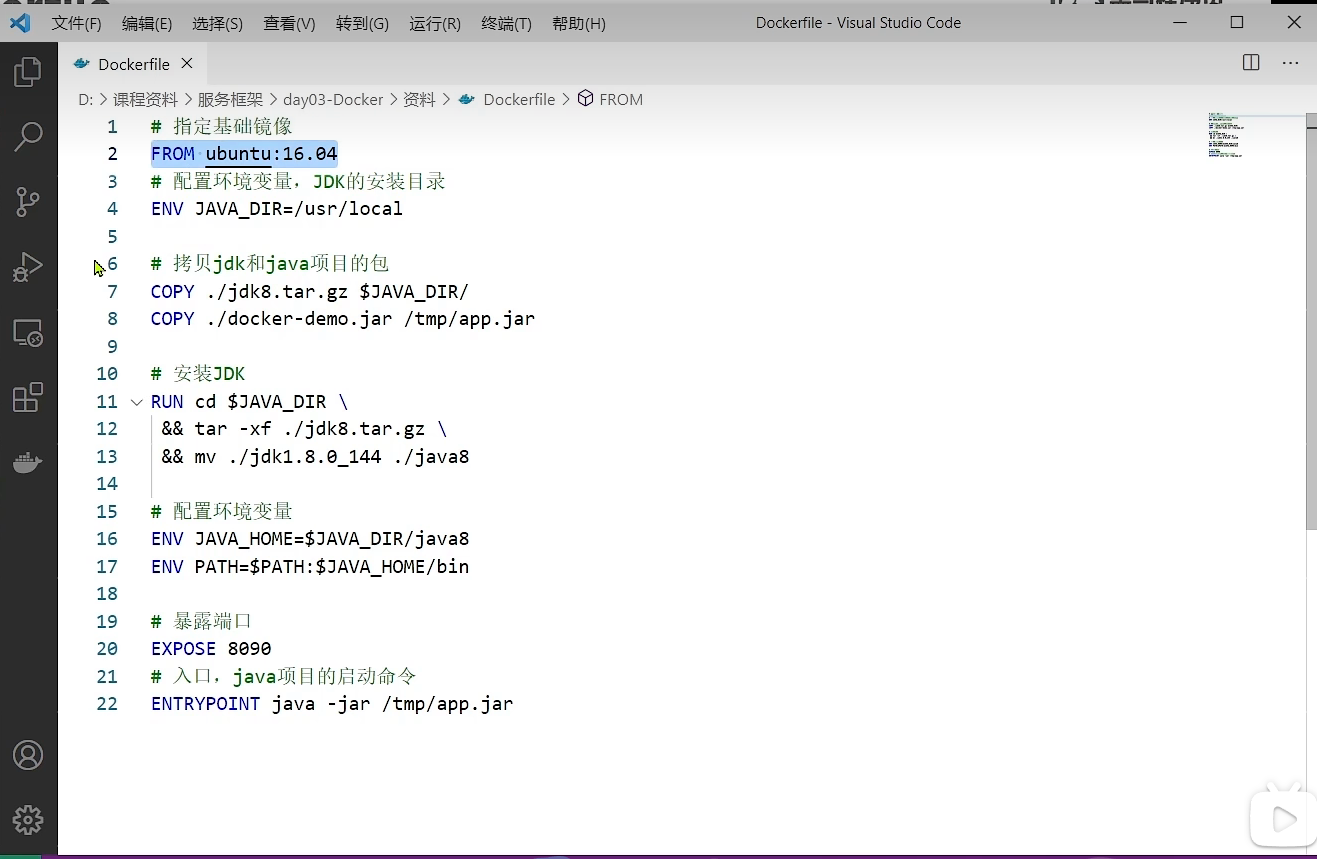 文件(F) 编辑(E) 选择(S) 查看(V) 转到(G) 运行(R) 终端(T) 帮助(H) Dockerfile - Visual Studio Code
Dockerfile
D: > 课程资料 > 服务框架 > day03-Docker > 资料 > Dockerfile > FROM
1 # 指定基础镜像
2 FROM ubuntu:16.04
3 # 配置环境变量，JDK的安装目录
4 ENV JAVA_DIR=/usr/local
5
6 # 拷贝jdk和java项目的包
7 COPY ./jdk8.tar.gz $JAVA_DIR/
8 COPY ./docker-demo.jar /tmp/app.jar
9
10 # 安装JDK
11 RUN cd $JAVA_DIR \
12 && tar -xf ./jdk8.tar.gz \
13 && mv ./jdk1.8.0_144 ./java8
14
15 # 配置环境变量
16 ENV JAVA_HOME=$JAVA_DIR/java8
17 ENV PATH=$PATH:$JAVA_HOME/bin
18
19 # 暴露端口
20 EXPOSE 8090
21 # 入口，java项目的启动命令
22 ENTRYPOINT java -jar /tmp/app.jar